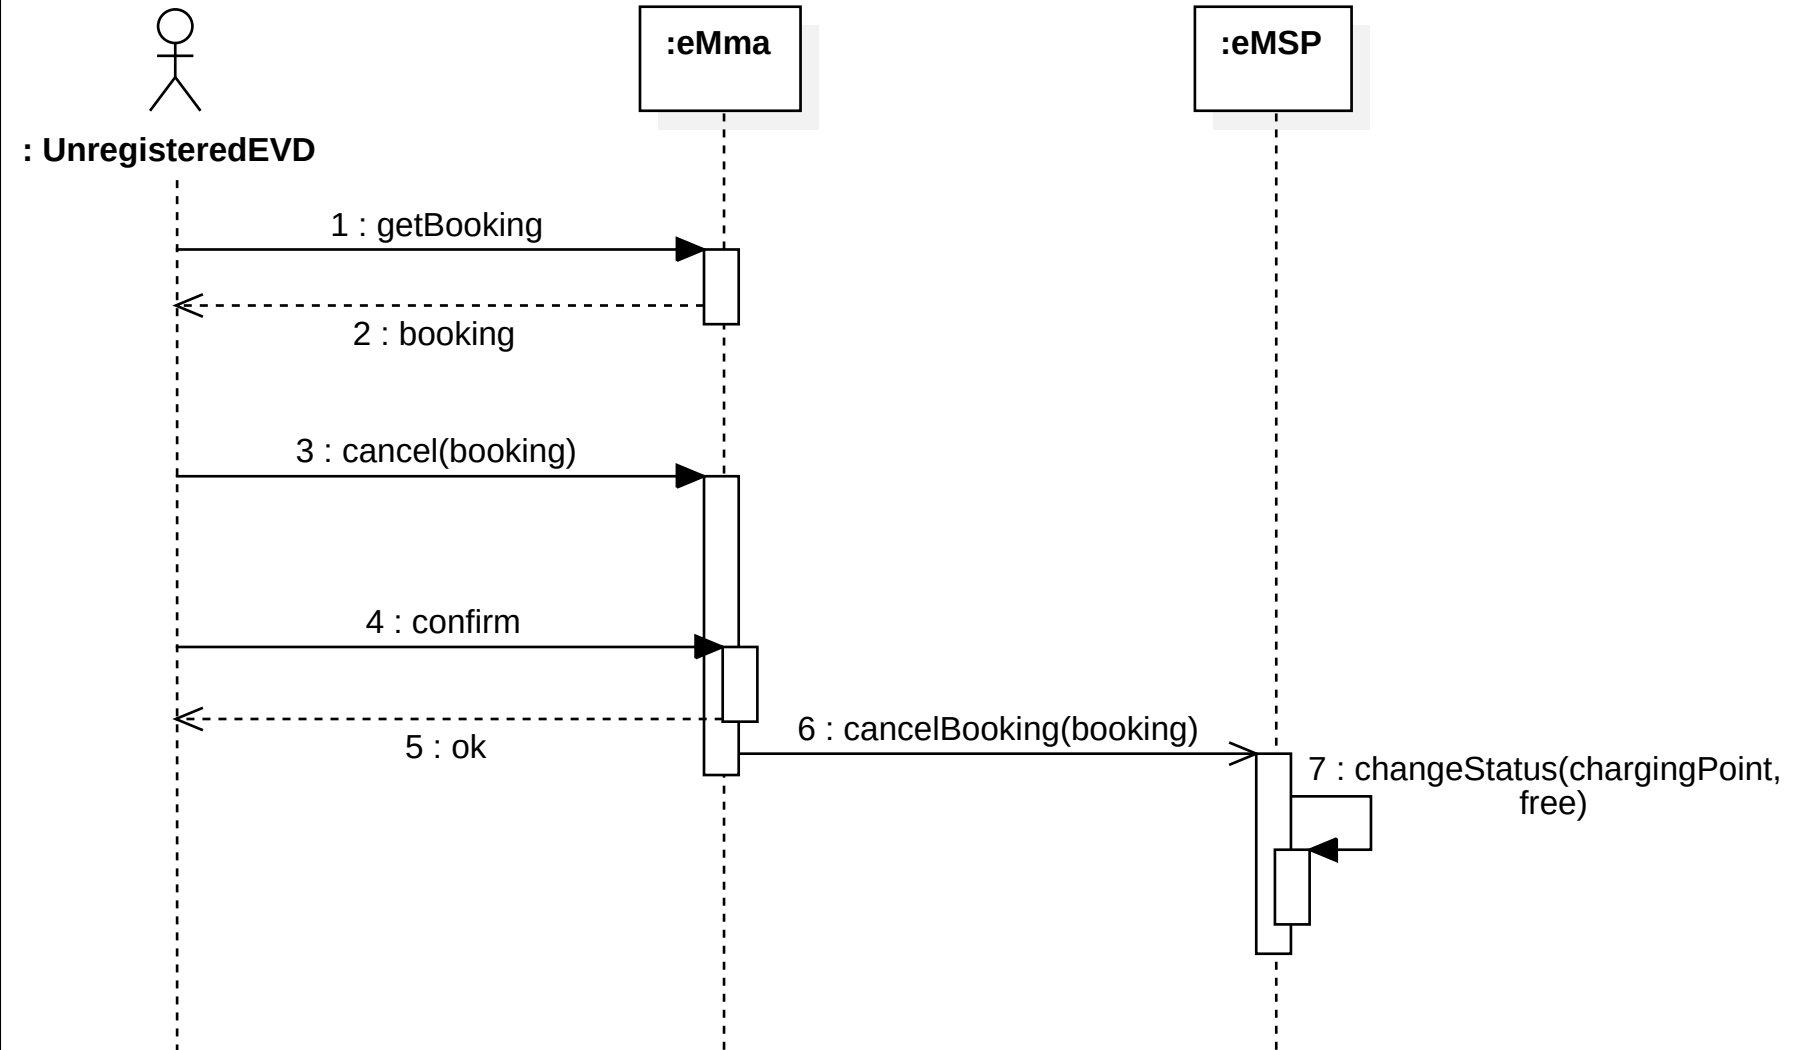 :eMma
:eMSP
: UnregisteredEVD
1 : getBooking
2 : booking
3 : cancel(booking)
4 : confirm
5 : ok
6 : cancelBooking(booking)
7 : changeStatus(chargingPoint,
free)